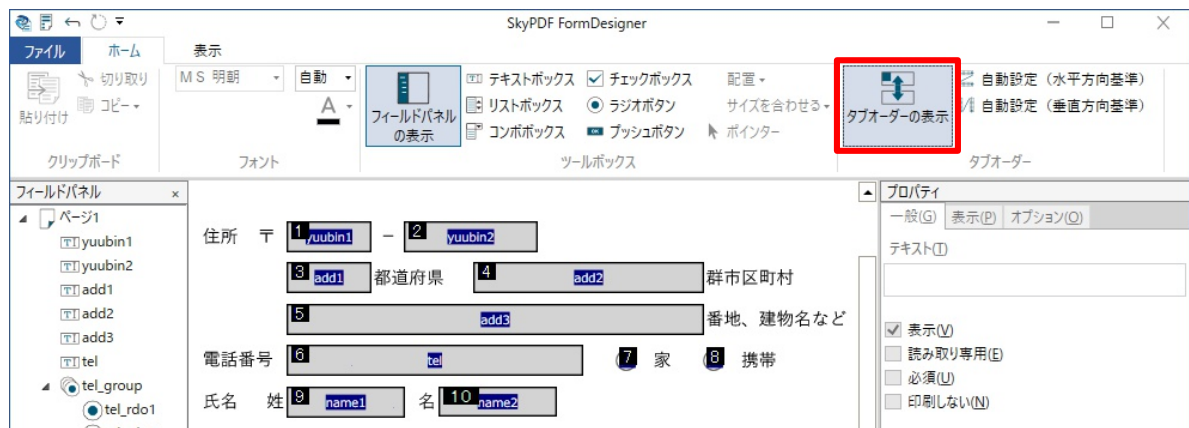 SkyPDF FormDesigner
ファイル ホーム 表示
切り取り
コピー
貼り付け
クリップボード
MS 明朝 自動
A
フォント
フィールドパネルの表示
テキストボックス チェックボックス
リストボックス ラジオボタン
コンボボックス プッシュボタン
配置
サイズを合わせる
ポインター
ツールボックス
タブオーダーの表示
自動設定（水平方向基準）
自動設定（垂直方向基準）
タブオーダー
フィールドパネル ×
ページ1
yuubin1
yuubin2
add1
add2
add3
tel
tel_group
tel_rdo1
住所 〒 1 yuubin1 － 2 yuubin2
3 add1 都道府県 4 add2 群市区町村
5 add3 番地、建物名など
電話番号 6 tel 7 家 8 携帯
氏名 姓 9 name1 名 10 name2
プロパティ
一般(G) 表示(P) オプション(O)
テキスト(T)
表示(V)
読み取り専用(E)
必須(U)
印刷しない(N)